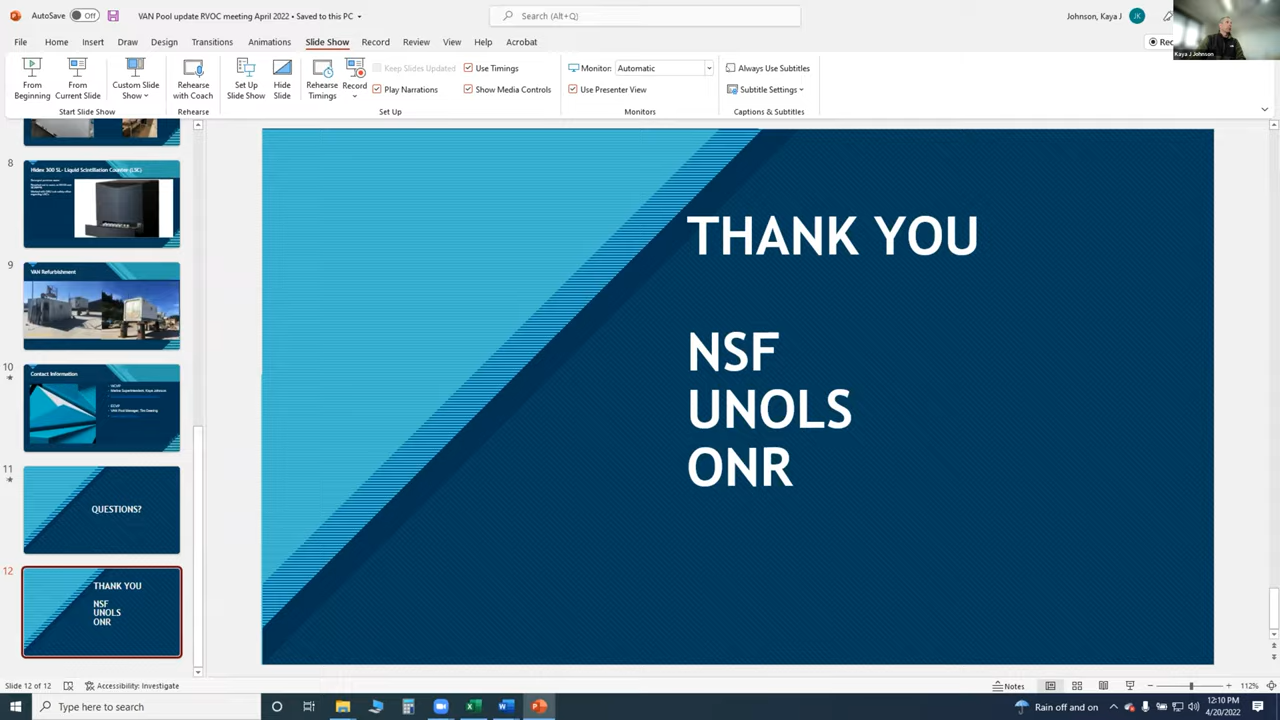 AutoSave Off VAN Pool update RVOC meeting April 2022 • Saved to this PC Search (Alt+Q) Johnson, Kaya J JK
Kaya J Johnson
File Home Insert Draw Design Transitions Animations Slide Show Record Review View Help Acrobat Rec
From Beginning
From Current Slide
Custom Slide Show
Rehearse with Coach
Set Up Slide Show
Hide Slide
Rehearse Timings
Record
Keep Slides Updated
Play Narrations
Use Timings
Show Media Controls
Monitor: Automatic
Use Presenter View
Always Use Subtitles
Subtitle Settings
Start Slide Show Rehearse Set Up Monitors Captions & Subtitles
8
Hidex 300 SL- Liquid Scintillation Counter (LSC)
9
VAN Refurbishment
10
Contact Information
11
QUESTIONS?
12
THANK YOU
NSF
UNOLS
ONR
THANK YOU
NSF
UNOLS
ONR
Slide 12 of 12 Accessibility: Investigate Notes 112%
Type here to search Rain off and on 12:10 PM
4/20/2022